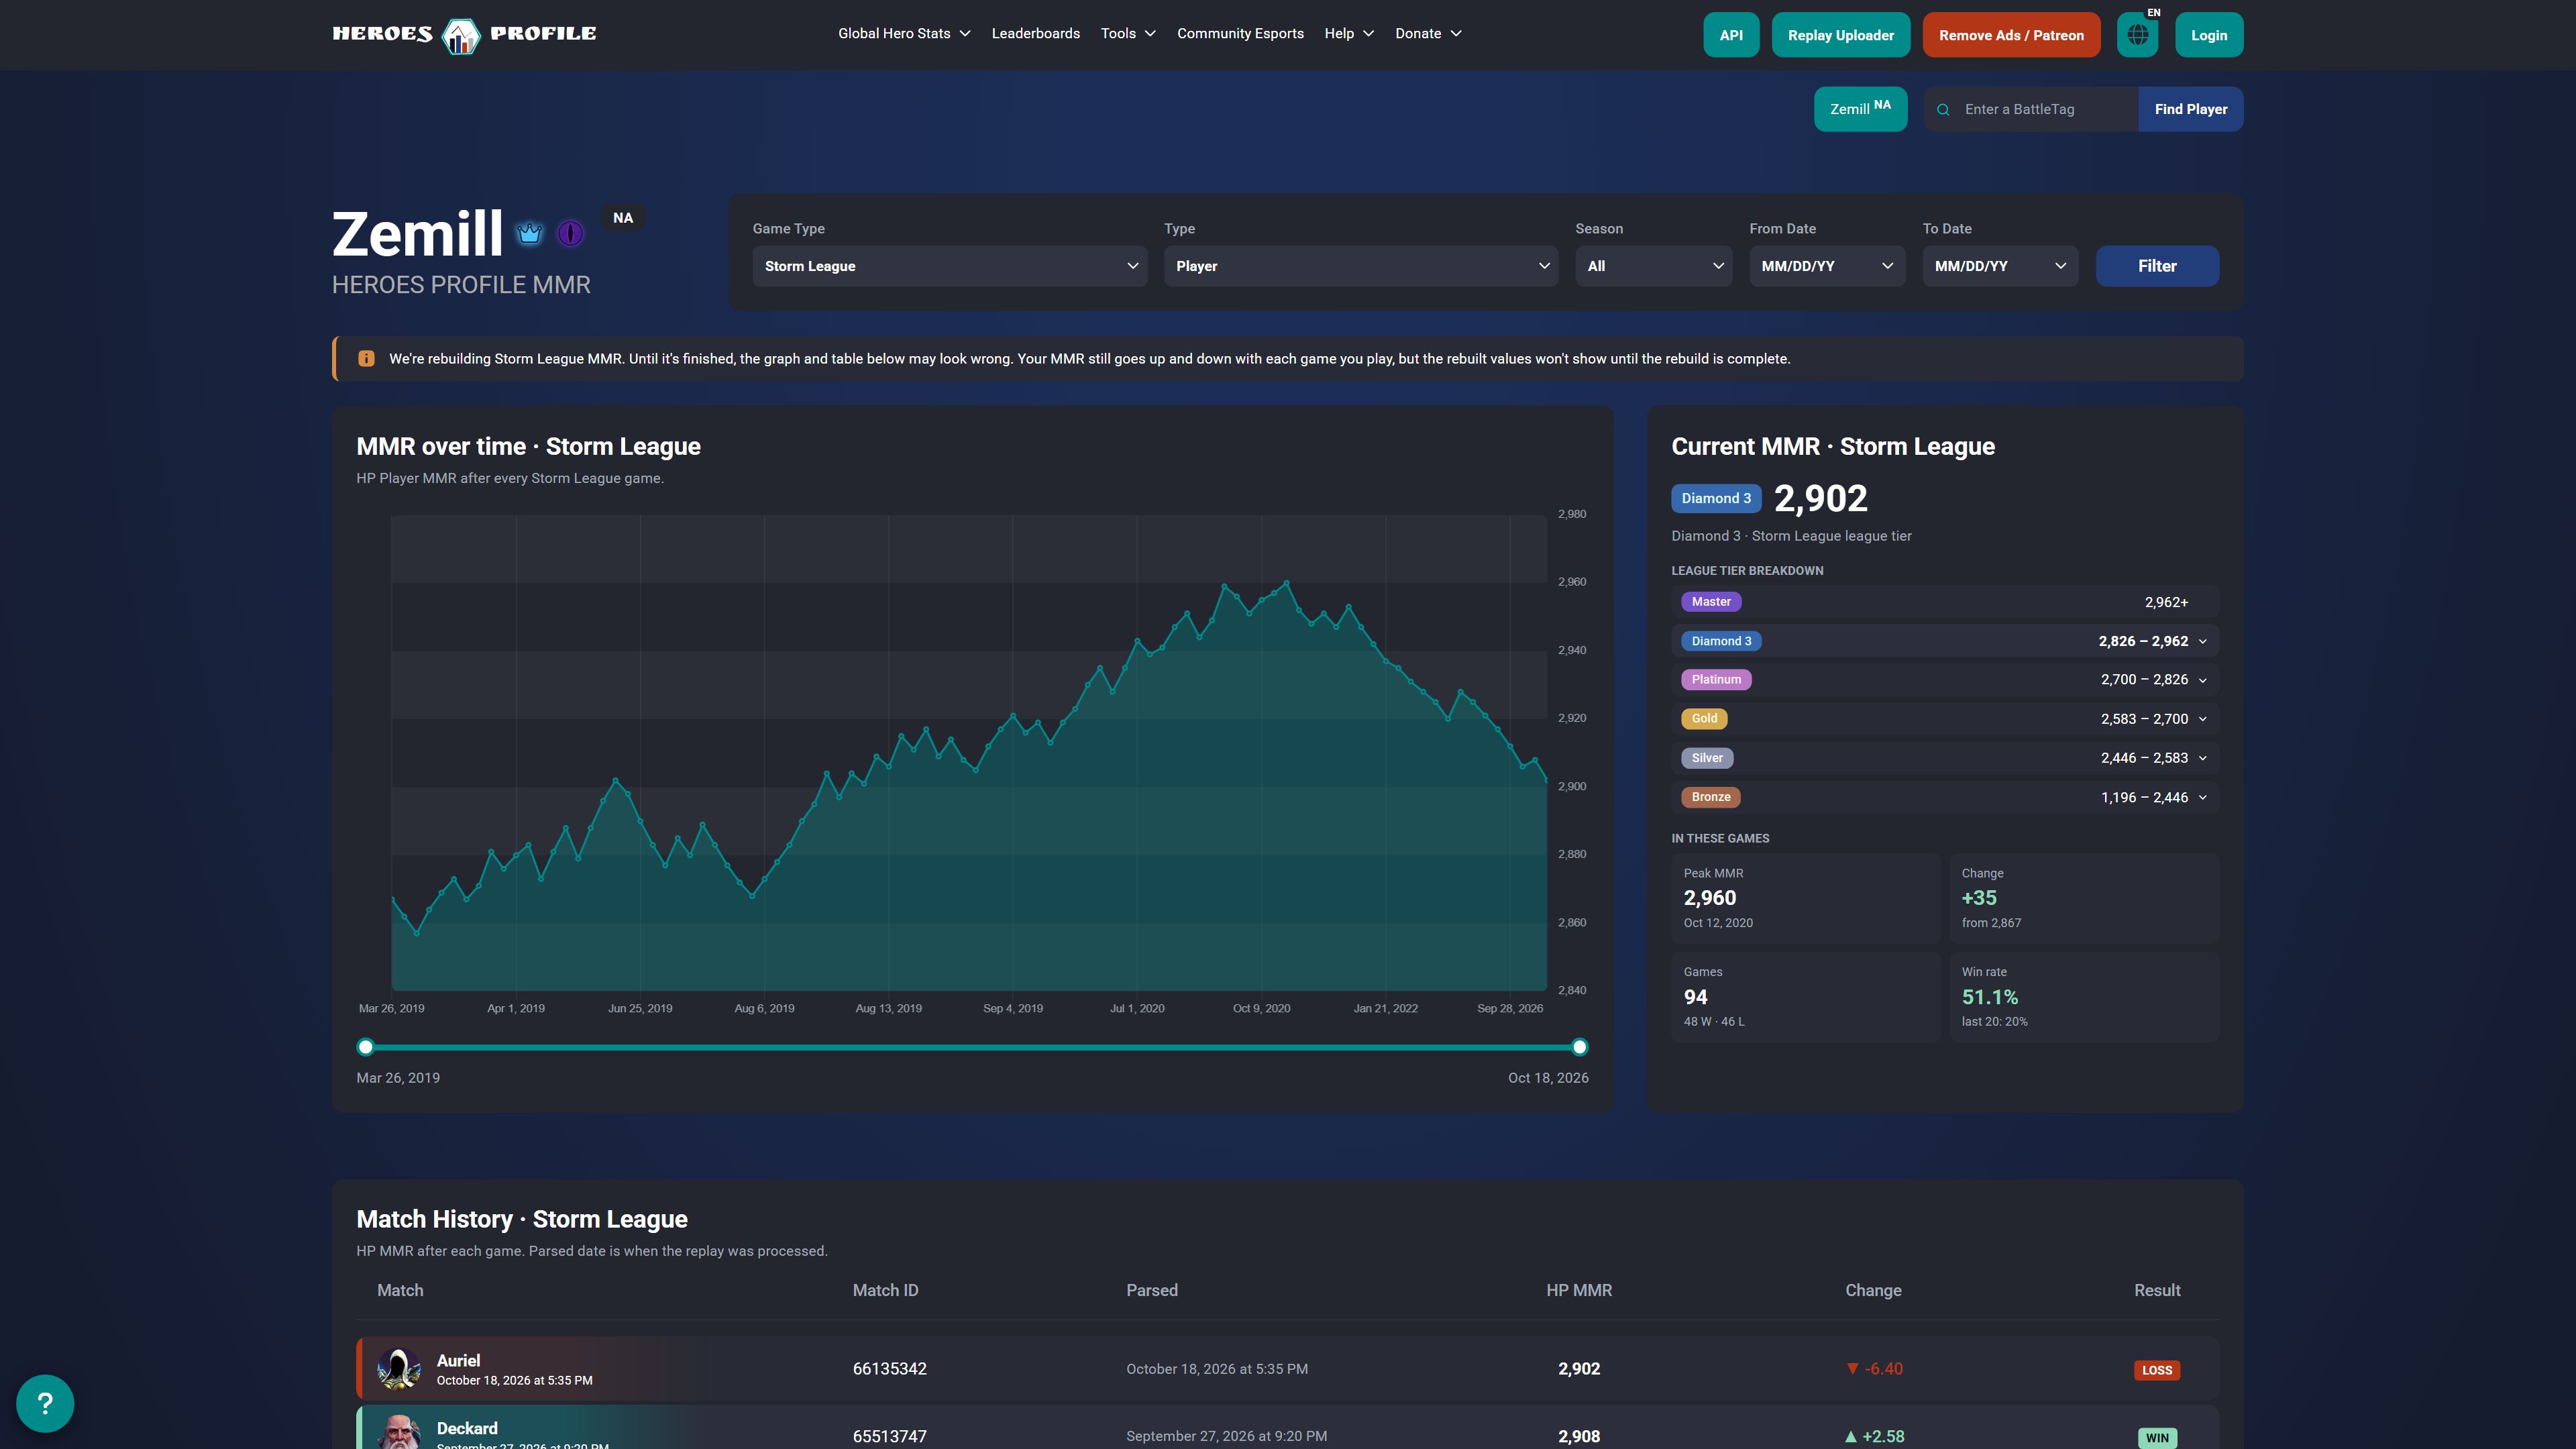 HEROES PROFILE
Global Hero Stats
Leaderboards
Tools
Community Esports
Help
Donate
API
Replay Uploader
Remove Ads / Patreon
EN
Login
Zemill NA
Enter a BattleTag
Find Player
Zemill
NA
HEROES PROFILE MMR
Game Type
Type
Season
From Date
To Date
Storm League
Player
All
MM/DD/YY
MM/DD/YY
Filter
We're rebuilding Storm League MMR. Until it's finished, the graph and table below may look wrong. Your MMR still goes up and down with each game you play, but the rebuilt values won't show until the rebuild is complete.
MMR over time · Storm League
HP Player MMR after every Storm League game.
2,980
2,960
2,940
2,920
2,900
2,880
2,860
2,840
Mar 26, 2019
Apr 1, 2019
Jun 25, 2019
Aug 6, 2019
Aug 13, 2019
Sep 4, 2019
Jul 1, 2020
Oct 9, 2020
Jan 21, 2022
Sep 28, 2026
Mar 26, 2019
Oct 18, 2026
Current MMR · Storm League
Diamond 3 2,902
Diamond 3 · Storm League league tier
LEAGUE TIER BREAKDOWN
Master 2,962+
Diamond 3 2,826 – 2,962
Platinum 2,700 – 2,826
Gold 2,583 – 2,700
Silver 2,446 – 2,583
Bronze 1,196 – 2,446
IN THESE GAMES
Peak MMR
2,960
Oct 12, 2020
Change
+35
from 2,867
Games
94
48 W · 46 L
Win rate
51.1%
last 20: 20%
Match History · Storm League
HP MMR after each game. Parsed date is when the replay was processed.
Match
Match ID
Parsed
HP MMR
Change
Result
Auriel
October 18, 2026 at 5:35 PM
66135342
October 18, 2026 at 5:35 PM
2,902
▼ -6.40
LOSS
Deckard
September 27, 2026 at 9:20 PM
65513747
September 27, 2026 at 9:20 PM
2,908
▲ +2.58
WIN
?